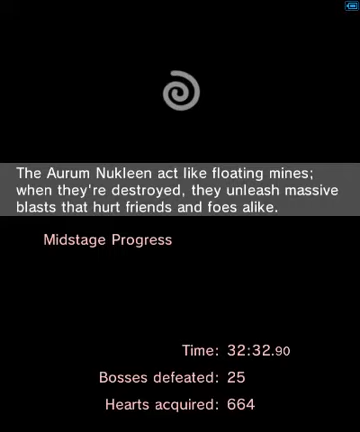 The Aurum Nukleen act like floating mines;
when they're destroyed, they unleash massive
blasts that hurt friends and foes alike.
Midstage Progress
Time: 32:32.90
Bosses defeated: 25
Hearts acquired: 664